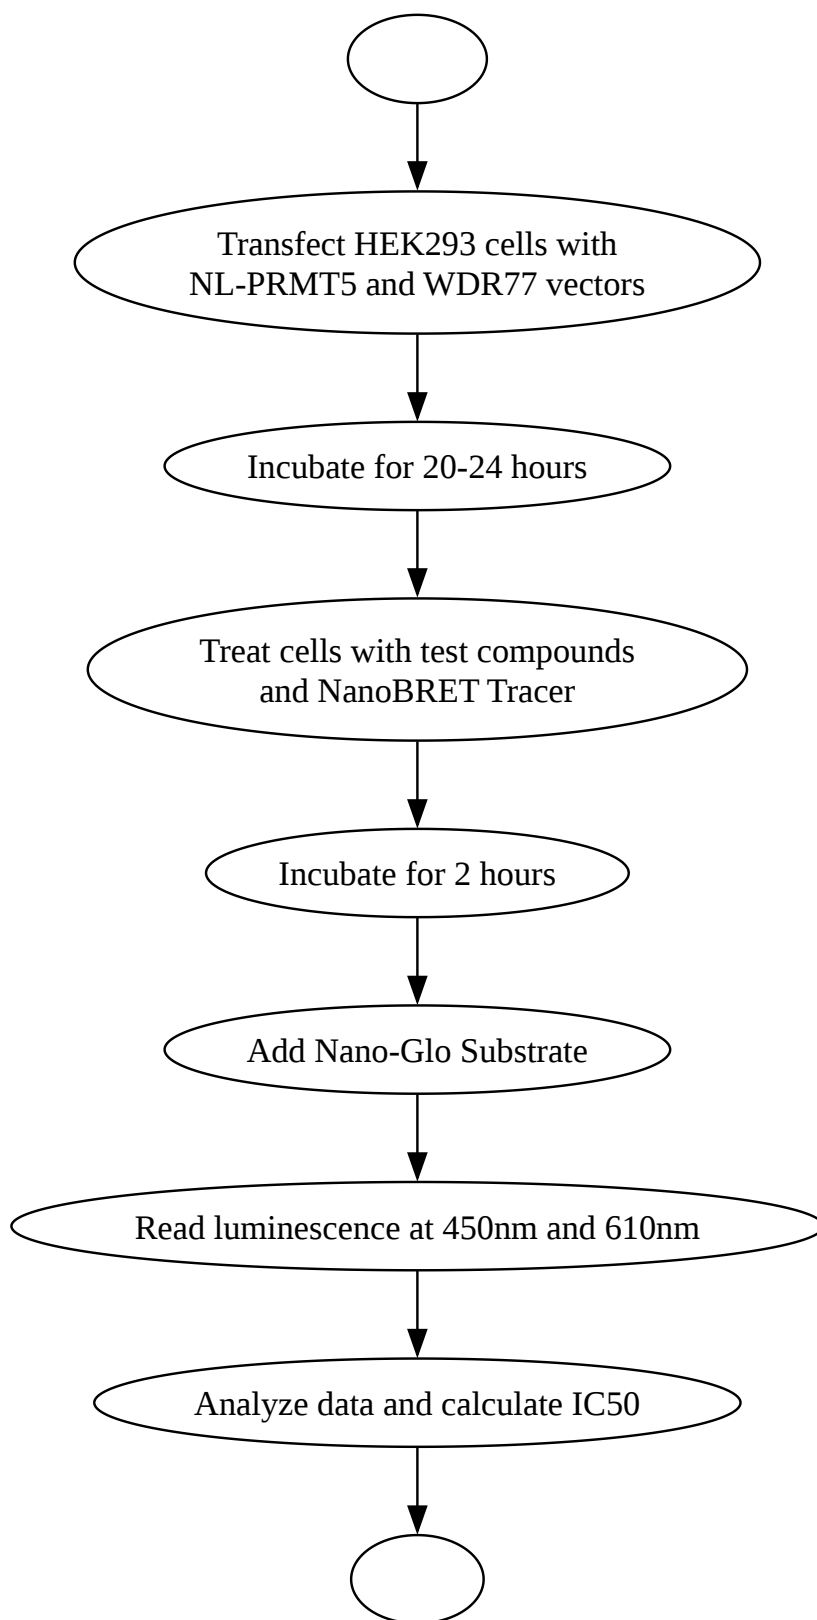 Transfect HEK293 cells with
NL-PRMT5 and WDR77 vectors
Incubate for 20-24 hours
Treat cells with test compounds
and NanoBRET Tracer
Incubate for 2 hours
Add Nano-Glo Substrate
Read luminescence at 450nm and 610nm
Analyze data and calculate IC50